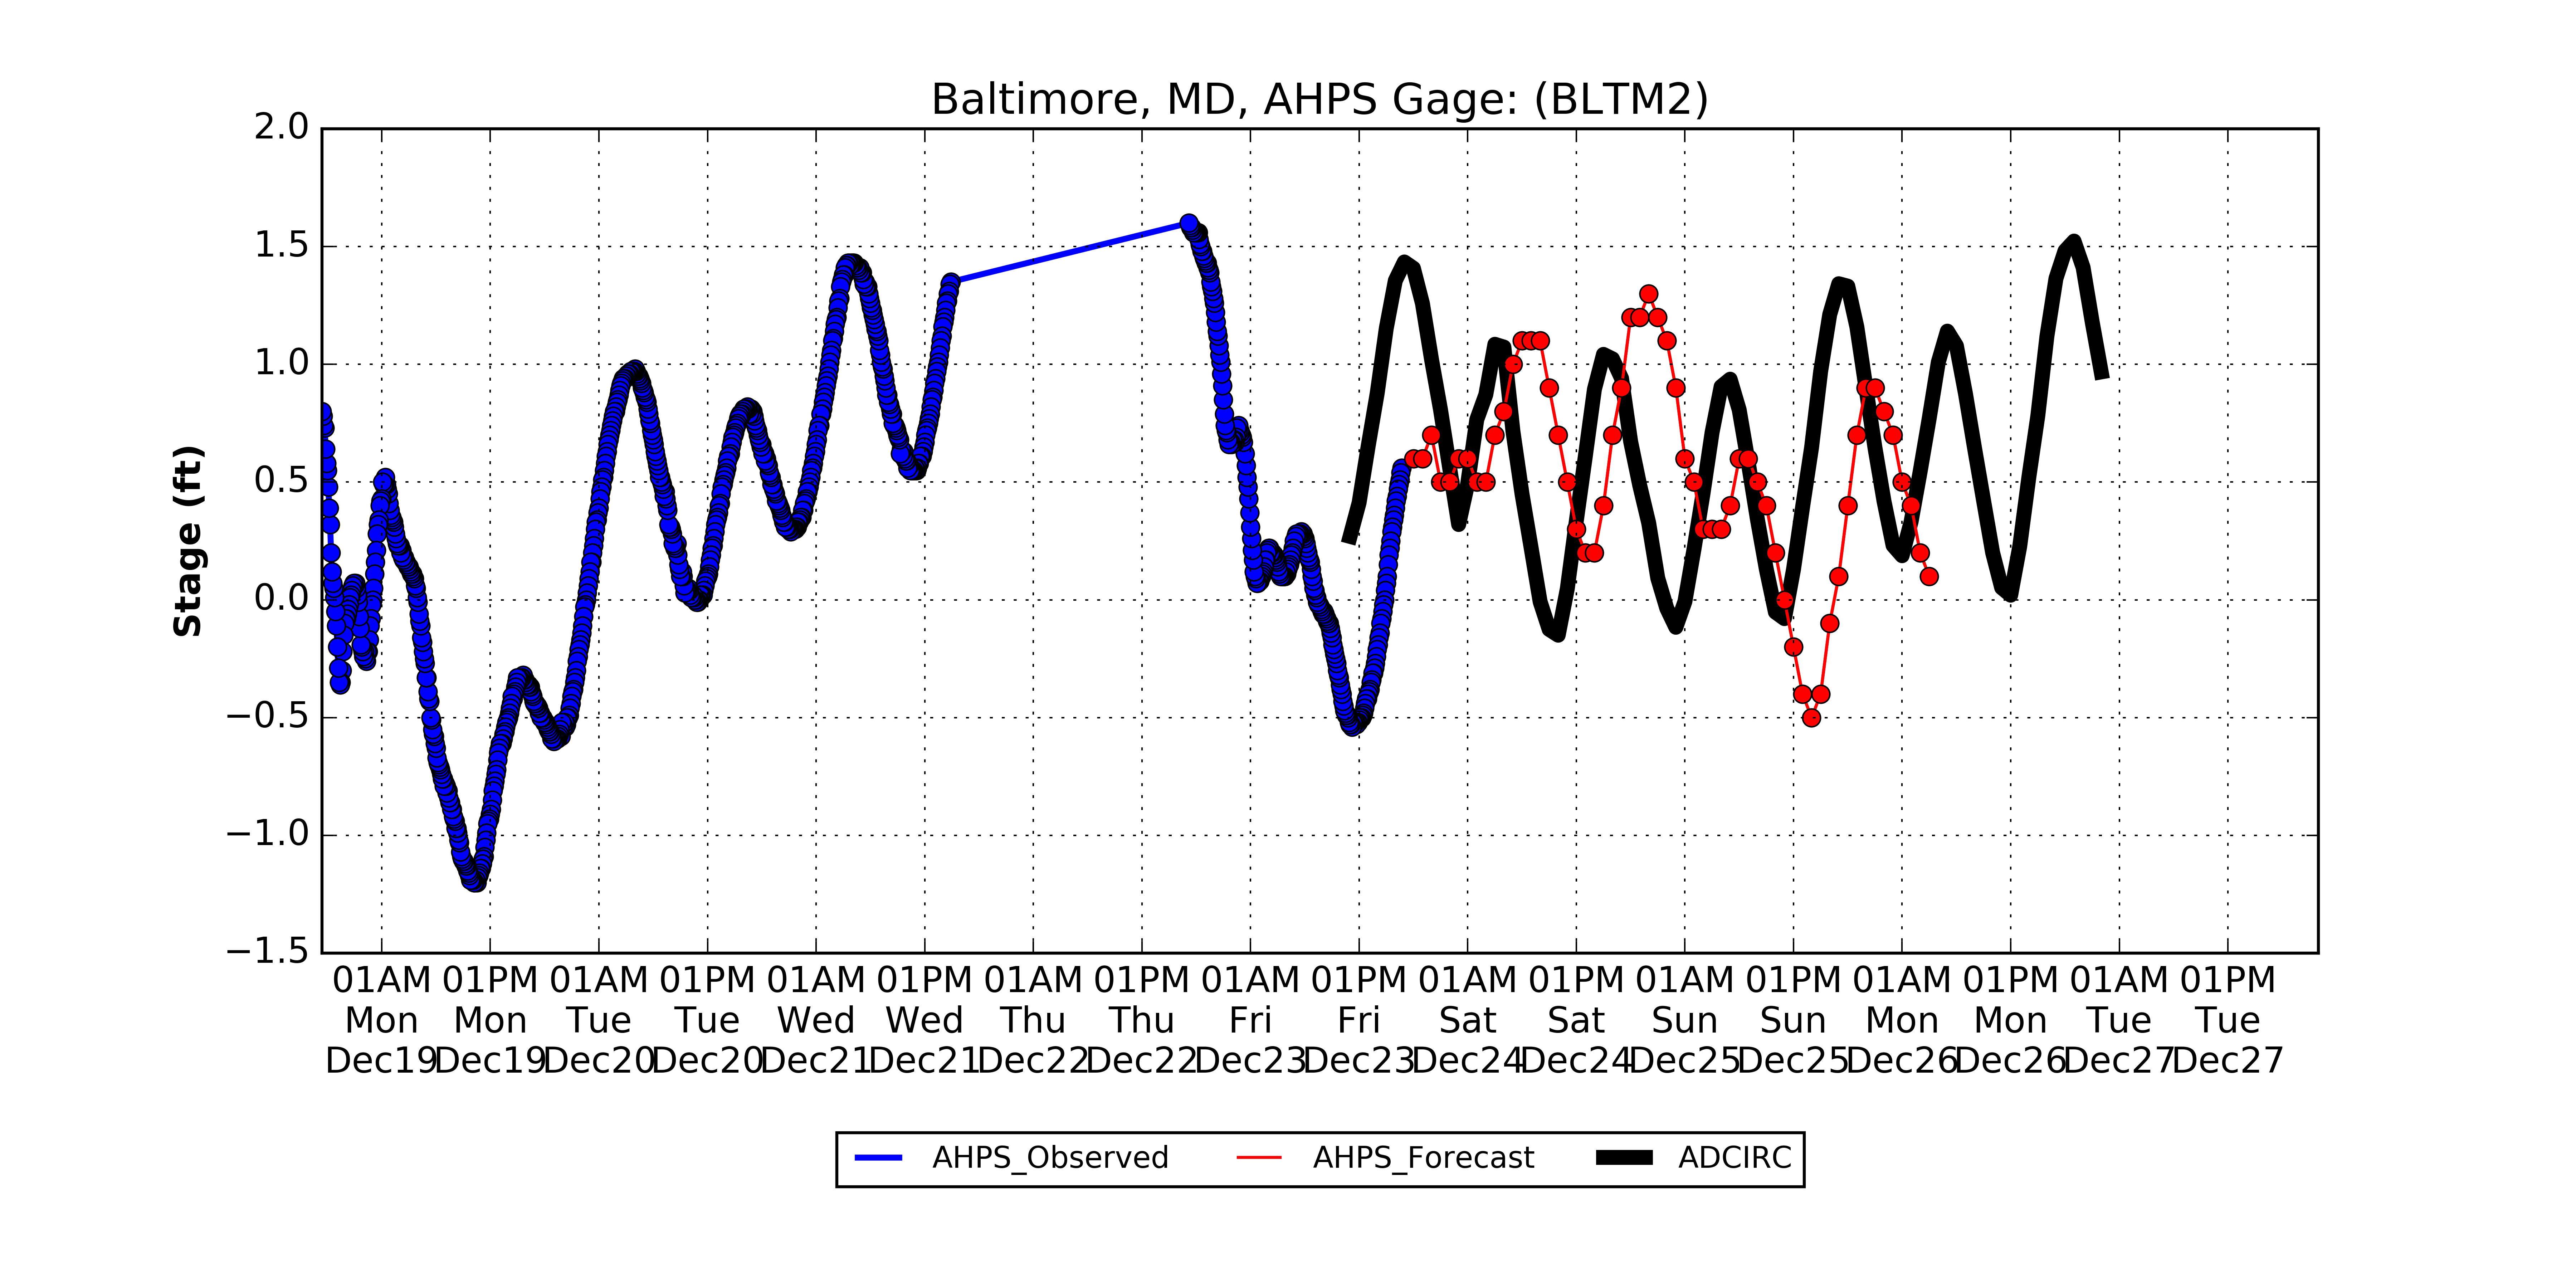 Baltimore, MD, AHPS Gage: (BLTM2)
Stage (ft)
2.0
1.5
1.0
0.5
0.0
−0.5
−1.0
−1.5
01AM 01PM 01AM 01PM 01AM 01PM 01AM 01PM 01AM 01PM 01AM 01PM 01AM 01PM 01AM 01PM 01AM 01PM
Mon Mon Tue Tue Wed Wed Thu Thu Fri Fri Sat Sat Sun Sun Mon Mon Tue Tue
Dec19 Dec19 Dec20 Dec20 Dec21 Dec21 Dec22 Dec22 Dec23 Dec23 Dec24 Dec24 Dec25 Dec25 Dec26 Dec26 Dec27 Dec27
AHPS_Observed AHPS_Forecast ADCIRC